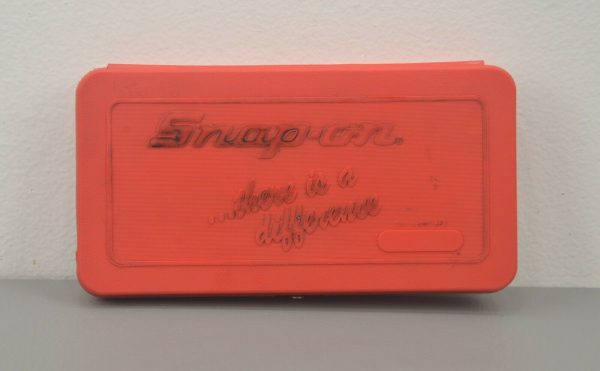 Snap-on®
...there is a
difference